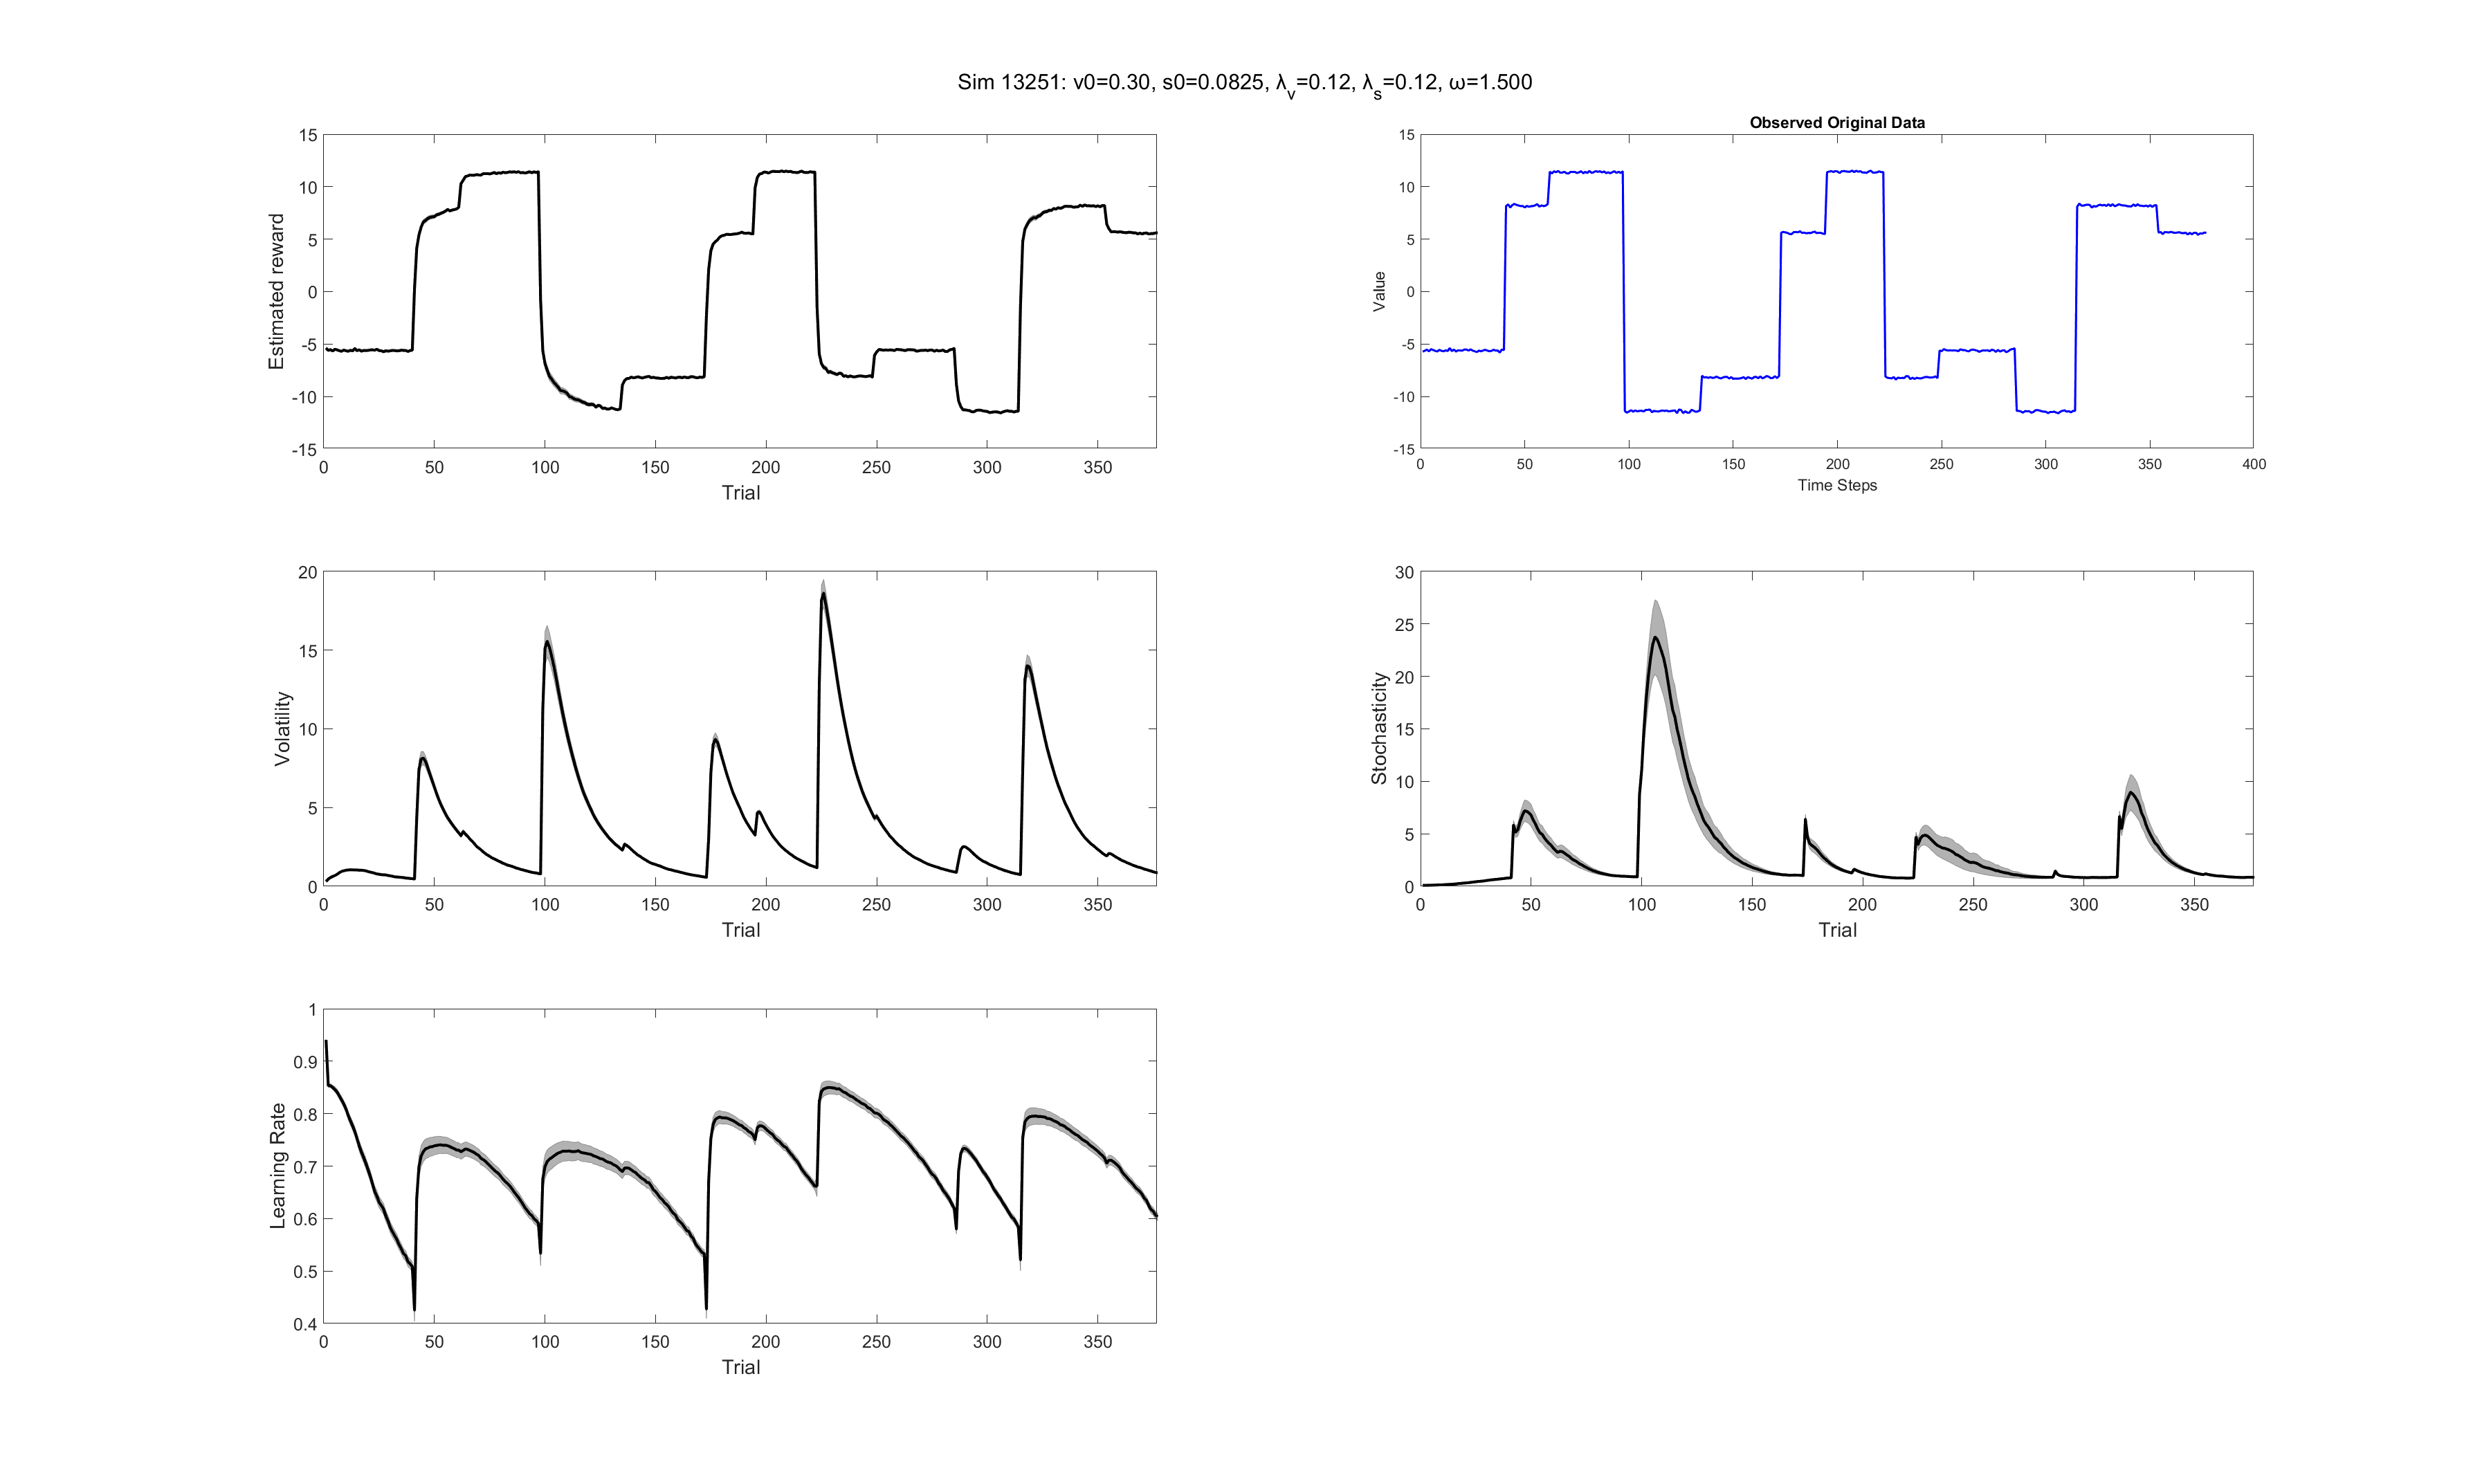 Sim 13251: v0=0.30, s0=0.0825, λv=0.12, λs=0.12, ω=1.500
15
10
5
0
-5
-10
-15
Estimated reward
0 50 100 150 200 250 300 350
Trial
Observed Original Data
15
10
5
0
-5
-10
-15
Value
0 50 100 150 200 250 300 350 400
Time Steps
20
15
10
5
0
Volatility
0 50 100 150 200 250 300 350
Trial
30
25
20
15
10
5
0
Stochasticity
0 50 100 150 200 250 300 350
Trial
1
0.9
0.8
0.7
0.6
0.5
0.4
Learning Rate
0 50 100 150 200 250 300 350
Trial